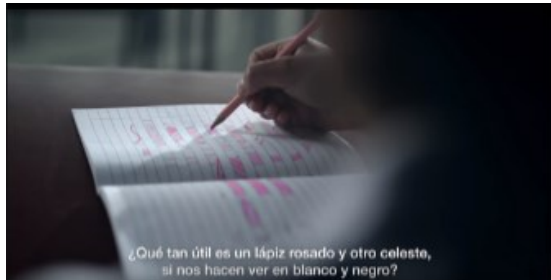 ¿Qué tan útil es un lápiz rosado y otro celeste,
si nos hacen ver en blanco y negro?